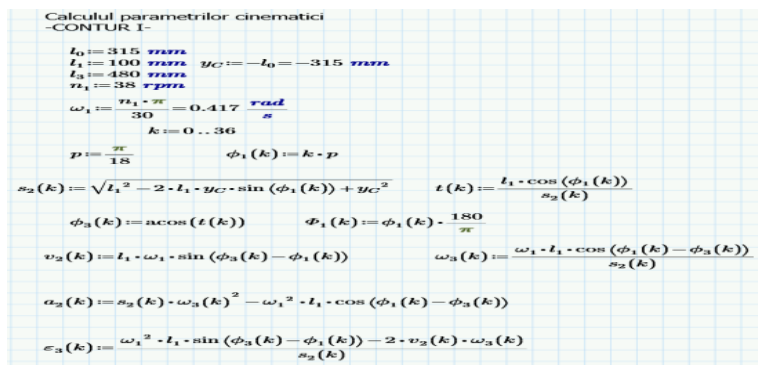 Calculul parametrilor cinematici
-CONTUR I-
l₀ := 315 mm
l₁ := 100 mm y_C := −l₀ = −315 mm
l₃ := 480 mm
n₁ := 38 rpm
ω₁ := (n₁ · π) / 30 = 0.417 rad/s
k := 0 .. 36
p := π / 18 ϕ₁(k) := k · p
s₂(k) := √(l₁² − 2 · l₁ · y_C · sin(ϕ₁(k)) + y_C²) t(k) := (l₁ · cos(ϕ₁(k))) / s₂(k)
ϕ₃(k) := acos(t(k)) Φ₁(k) := ϕ₁(k) · 180 / π
v₂(k) := l₁ · ω₁ · sin(ϕ₃(k) − ϕ₁(k)) ω₃(k) := (ω₁ · l₁ · cos(ϕ₁(k) − ϕ₃(k))) / s₂(k)
a₂(k) := s₂(k) · ω₃(k)² − ω₁² · l₁ · cos(ϕ₁(k) − ϕ₃(k))
ε₃(k) := (ω₁² · l₁ · sin(ϕ₃(k) − ϕ₁(k)) − 2 · v₂(k) · ω₃(k)) / s₂(k)